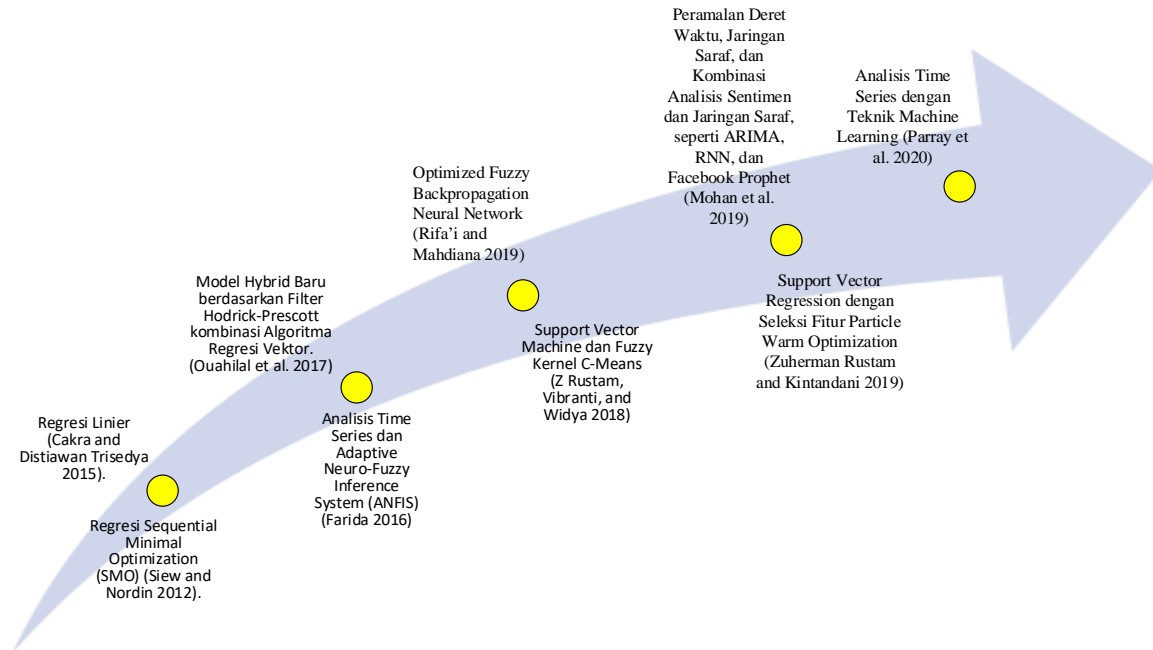 Regresi Linier
(Cakra and
Distiawan Trisedya
2015).
Regresi Sequential
Minimal
Optimization
(SMO) (Siew and
Nordin 2012).
Model Hybrid Baru
berdasarkan Filter
Hodrick-Prescott
kombinasi Algoritma
Regresi Vektor.
(Ouahilal et al. 2017)
Analisis Time
Series dan
Adaptive
Neuro-Fuzzy
Inference
System (ANFIS)
(Farida 2016)
Optimized Fuzzy
Backpropagation
Neural Network
(Rifa’i and
Mahdiana 2019)
Support Vector
Machine dan Fuzzy
Kernel C-Means
(Z Rustam,
Vibranti, and
Widya 2018)
Peramalan Deret
Waktu, Jaringan
Saraf, dan
Kombinasi
Analisis Sentimen
dan Jaringan Saraf,
seperti ARIMA,
RNN, dan
Facebook Prophet
(Mohan et al.
2019)
Support Vector
Regression dengan
Seleksi Fitur Particle
Warm Optimization
(Zuherman Rustam
and Kintandani 2019)
Analisis Time
Series dengan
Teknik Machine
Learning (Parray et
al. 2020)